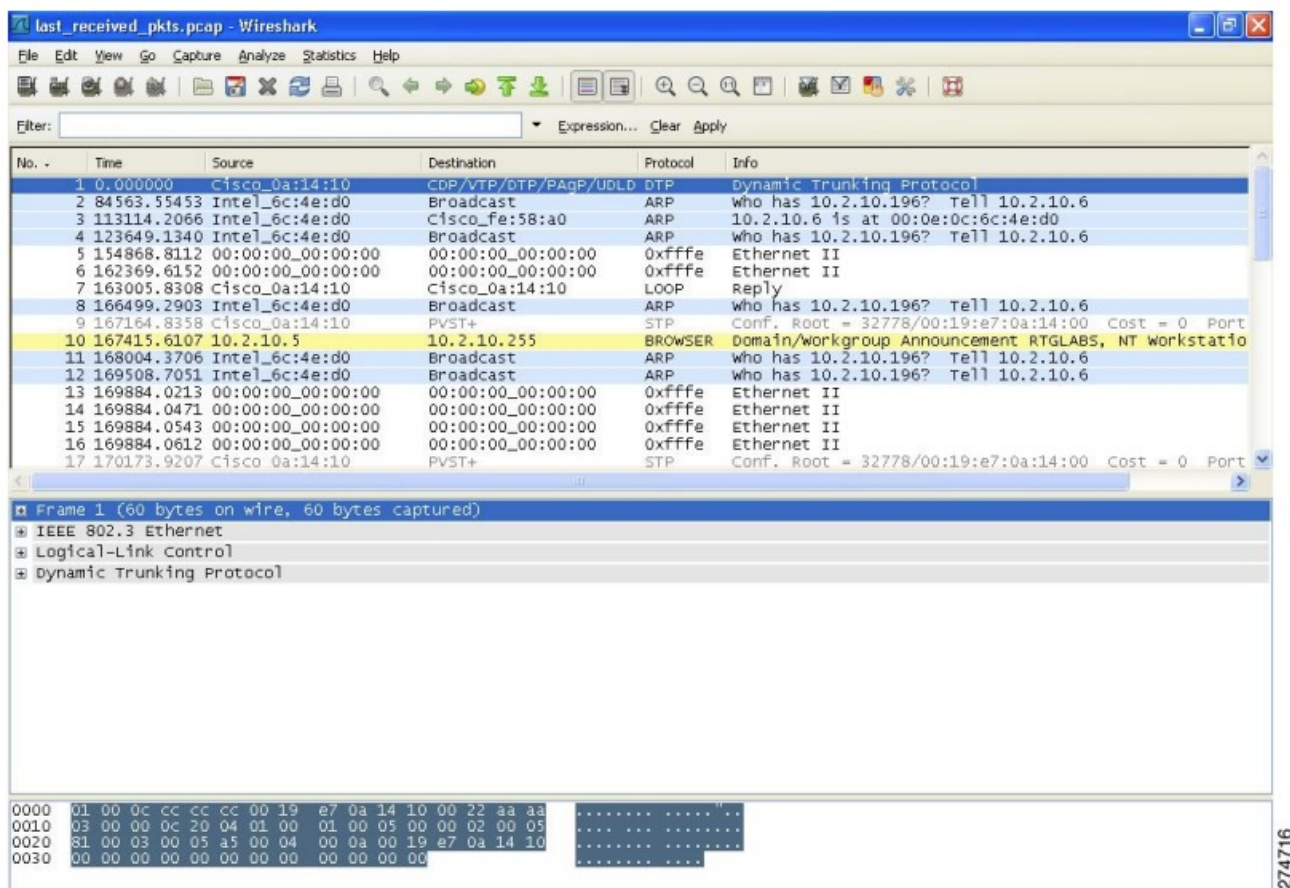 last_received_pkts.pcap - Wireshark
File Edit View Go Capture Analyze Statistics Help
Filter: Expression... Clear Apply
No. - Time Source Destination Protocol Info
1 0.000000 Cisco_0a:14:10 CDP/VTP/DTP/PAgP/UDLD DTP Dynamic Trunking Protocol
2 84563.55453 Intel_6c:4e:d0 Broadcast ARP who has 10.2.10.196? Tell 10.2.10.6
3 113114.2066 Intel_6c:4e:d0 Cisco_fe:58:a0 ARP 10.2.10.6 is at 00:0e:0c:6c:4e:d0
4 123649.1340 Intel_6c:4e:d0 Broadcast ARP who has 10.2.10.196? Tell 10.2.10.6
5 154868.8112 00:00:00_00:00:00 00:00:00_00:00:00 0xfffe Ethernet II
6 162369.6152 00:00:00_00:00:00 00:00:00_00:00:00 0xfffe Ethernet II
7 163005.8308 Cisco_0a:14:10 Cisco_0a:14:10 LOOP Reply
8 166499.2903 Intel_6c:4e:d0 Broadcast ARP who has 10.2.10.196? Tell 10.2.10.6
9 167164.8358 Cisco_0a:14:10 PVST+ STP Conf. Root = 32778/00:19:e7:0a:14:00 Cost = 0 Port
10 167415.6107 10.2.10.5 10.2.10.255 BROWSER Domain/Workgroup Announcement RTGLABS, NT Workstatio
11 168004.3706 Intel_6c:4e:d0 Broadcast ARP who has 10.2.10.196? Tell 10.2.10.6
12 169508.7051 Intel_6c:4e:d0 Broadcast ARP who has 10.2.10.196? Tell 10.2.10.6
13 169884.0213 00:00:00_00:00:00 00:00:00_00:00:00 0xfffe Ethernet II
14 169884.0471 00:00:00_00:00:00 00:00:00_00:00:00 0xfffe Ethernet II
15 169884.0543 00:00:00_00:00:00 00:00:00_00:00:00 0xfffe Ethernet II
16 169884.0612 00:00:00_00:00:00 00:00:00_00:00:00 0xfffe Ethernet II
17 170173.9207 Cisco_0a:14:10 PVST+ STP Conf. Root = 32778/00:19:e7:0a:14:00 Cost = 0 Port
Frame 1 (60 bytes on wire, 60 bytes captured)
IEEE 802.3 Ethernet
Logical-Link Control
Dynamic Trunking Protocol
0000 01 00 0c cc cc cc 00 19 e7 0a 14 10 00 22 aa aa ........ ....."..
0010 03 00 00 0c 20 04 01 00 01 00 05 00 00 02 00 05 .... ... ........
0020 81 00 03 00 05 a5 00 04 00 0a 00 19 e7 0a 14 10 ........ ........
0030 00 00 00 00 00 00 00 00 00 00 00 00 ........ ....
274716